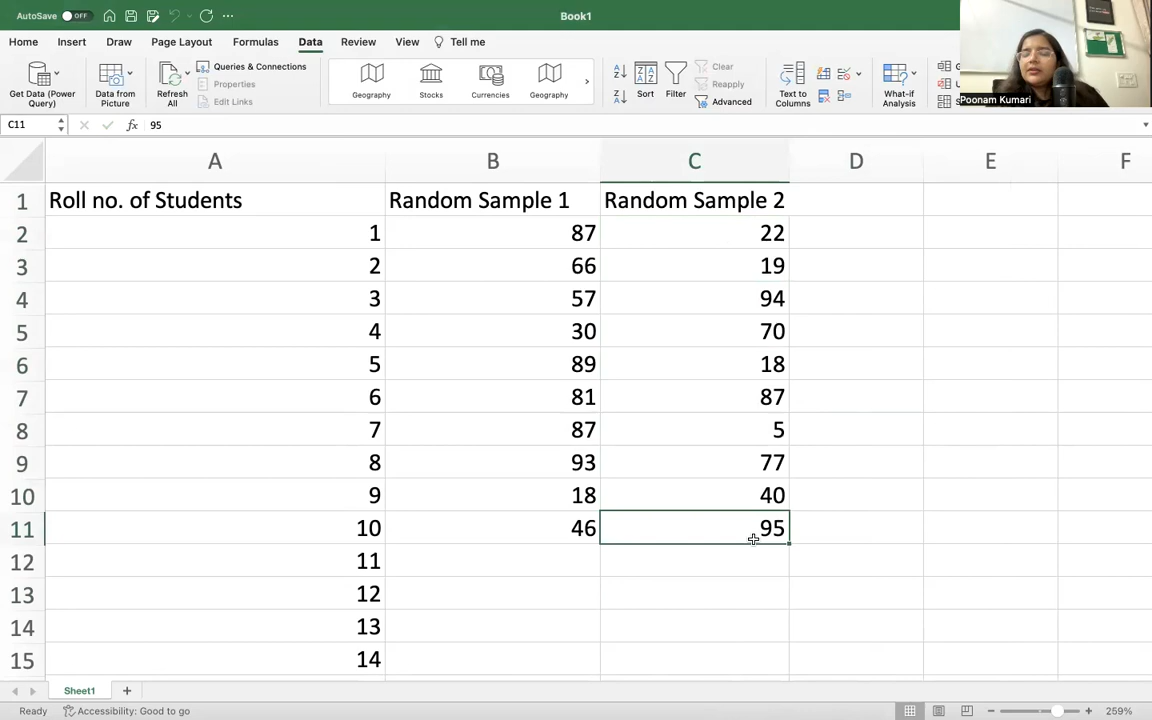 AutoSave OFF Book1
Home Insert Draw Page Layout Formulas Data Review View Tell me
Get Data (Power Query)
Data from Picture
Refresh All
Queries & Connections
Properties
Edit Links
Geography
Stocks
Currencies
Geography
Sort
Filter
Clear
Reapply
Advanced
Text to Columns
What-if Analysis
Poonam Kumari
C11 fx 95
A B C D E F
1 Roll no. of Students Random Sample 1 Random Sample 2
2 1 87 22
3 2 66 19
4 3 57 94
5 4 30 70
6 5 89 18
7 6 81 87
8 7 87 5
9 8 93 77
10 9 18 40
11 10 46 95
12 11
13 12
14 13
15 14
Sheet1
Ready Accessibility: Good to go 259%